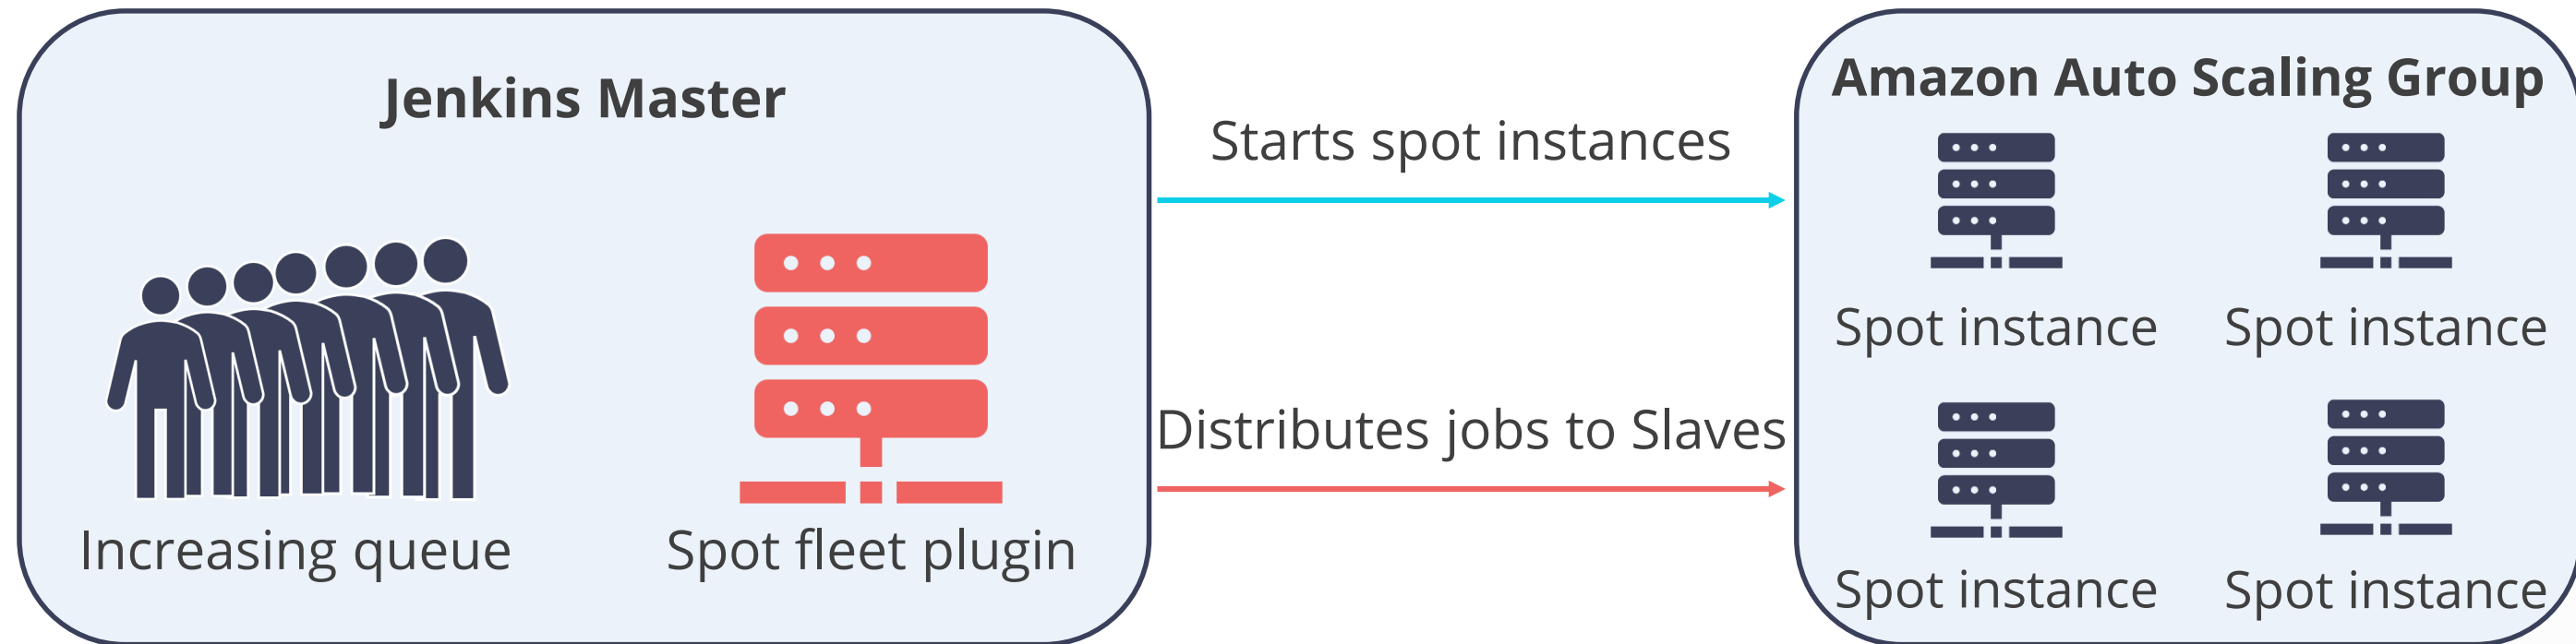 Jenkins Master
Increasing queue
Spot fleet plugin
Starts spot instances
Distributes jobs to Slaves
Amazon Auto Scaling Group
Spot instance
Spot instance
Spot instance
Spot instance